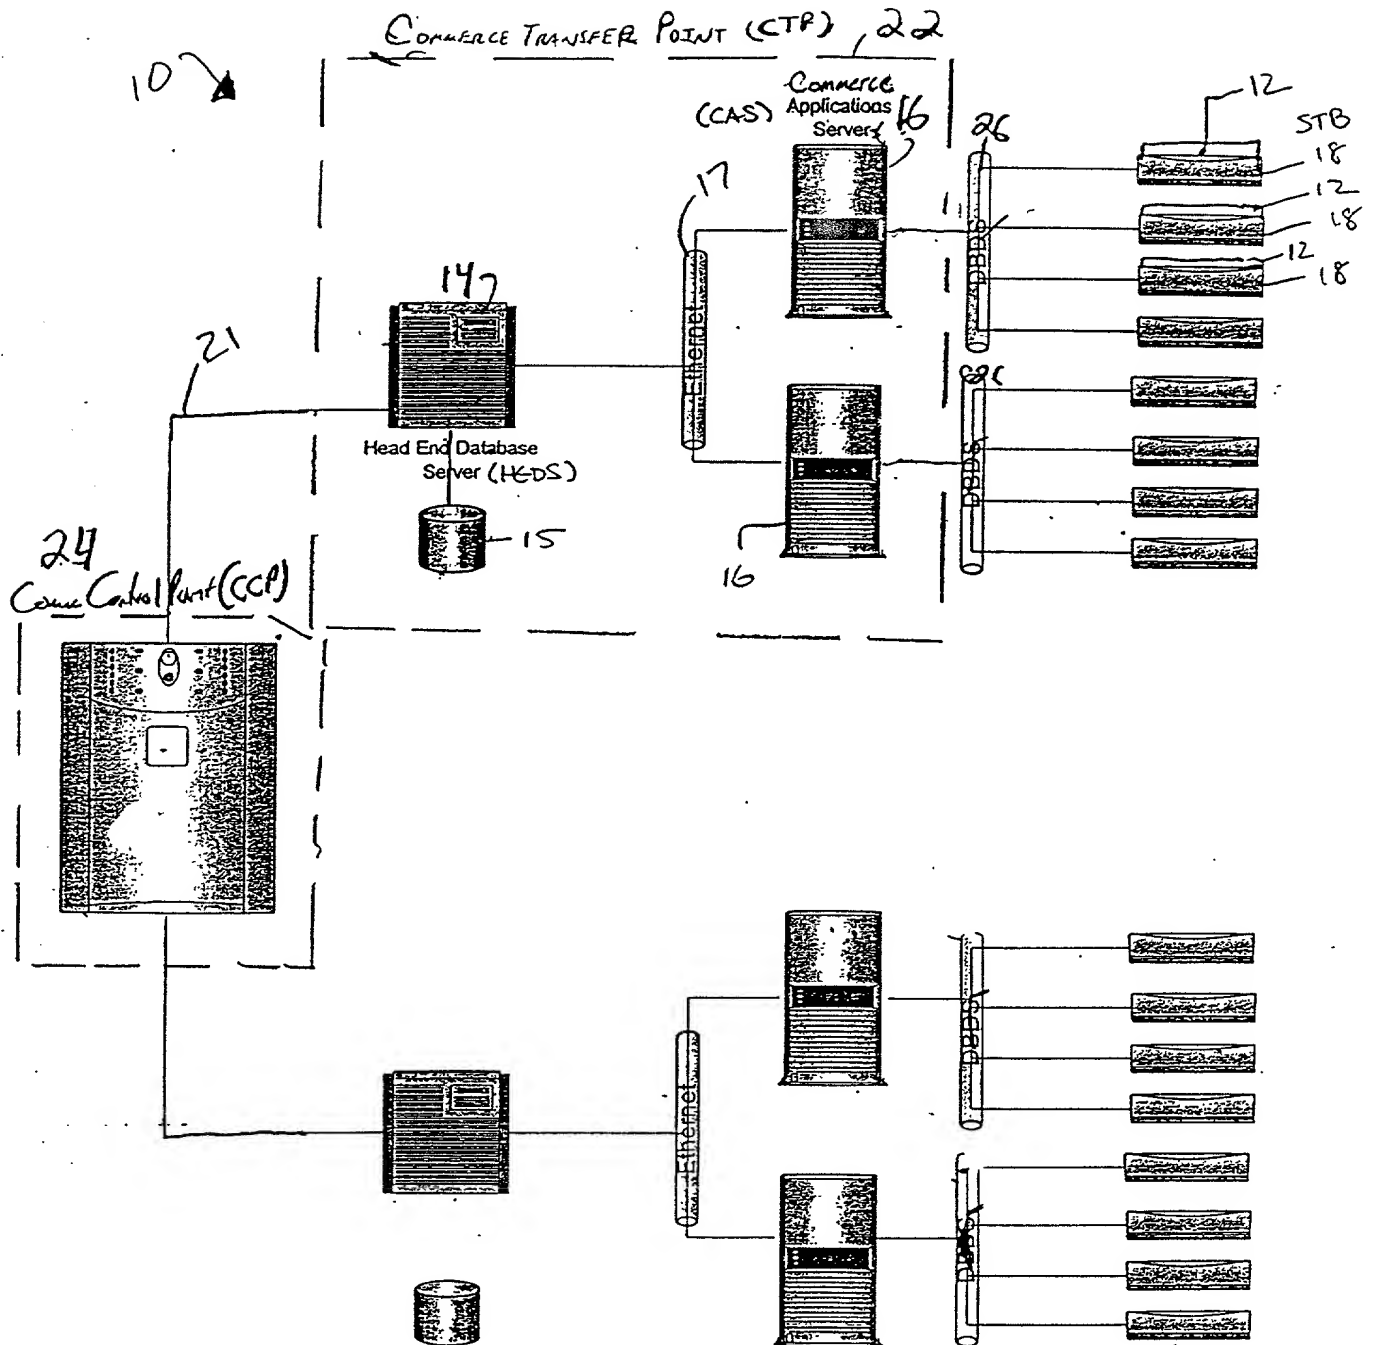 COMMERCE TRANSFER POINT (CTP), 22
10
Commerce
(CAS) Applications
Server 16
12
STB
26
18
12
17
18
12
18
DBDS
14
Ethernet
21
26
Head End Database
Server (HEDS)
DBDS
15
16
24
Control Point (CCP)
DBDS
Ethernet
DBDS